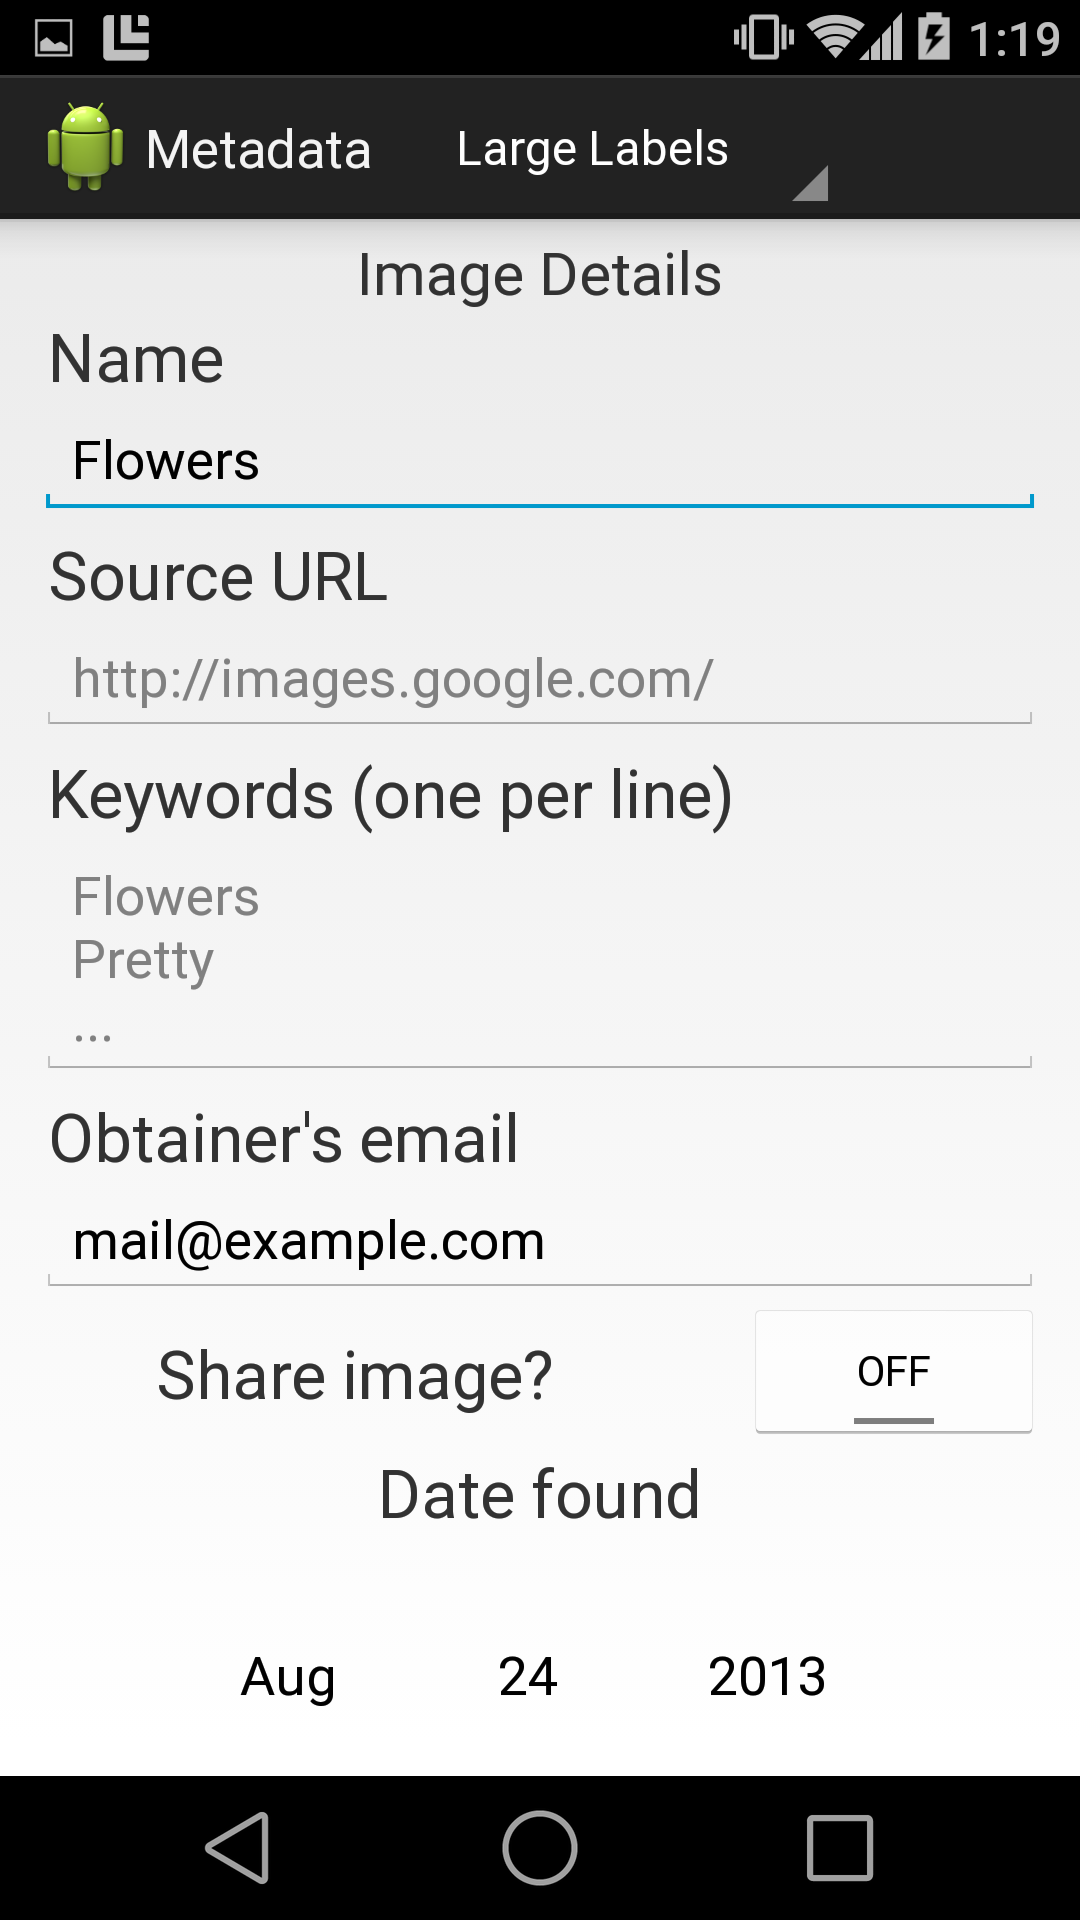 1:19
Metadata Large Labels
Image Details
Name
Flowers
Source URL
http://images.google.com/
Keywords (one per line)
Flowers
Pretty
...
Obtainer's email
mail@example.com
Share image? OFF
Date found
Aug 24 2013